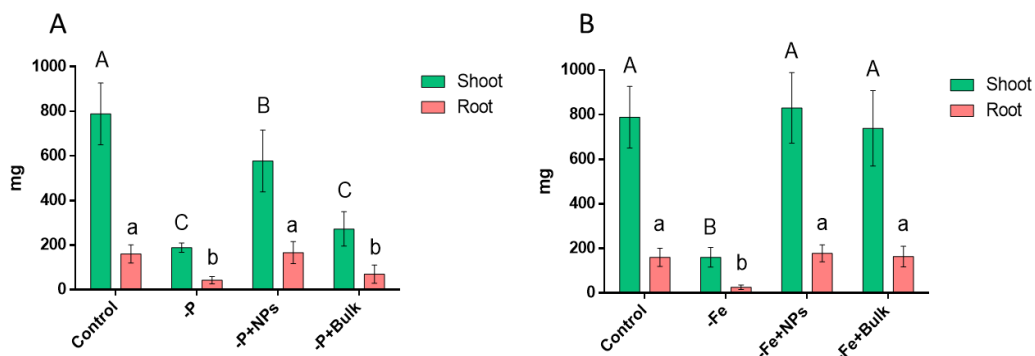 A
A
1000
800
600
400
200
0
mg
a
C
b
B
a
C
b
Control
-P
-P+NPs
-P+Bulk
Shoot
Root
B
A
1000
800
600
400
200
0
mg
a
B
b
A
a
A
a
Control
-Fe
-Fe+NPs
Fe+Bulk
Shoot
Root